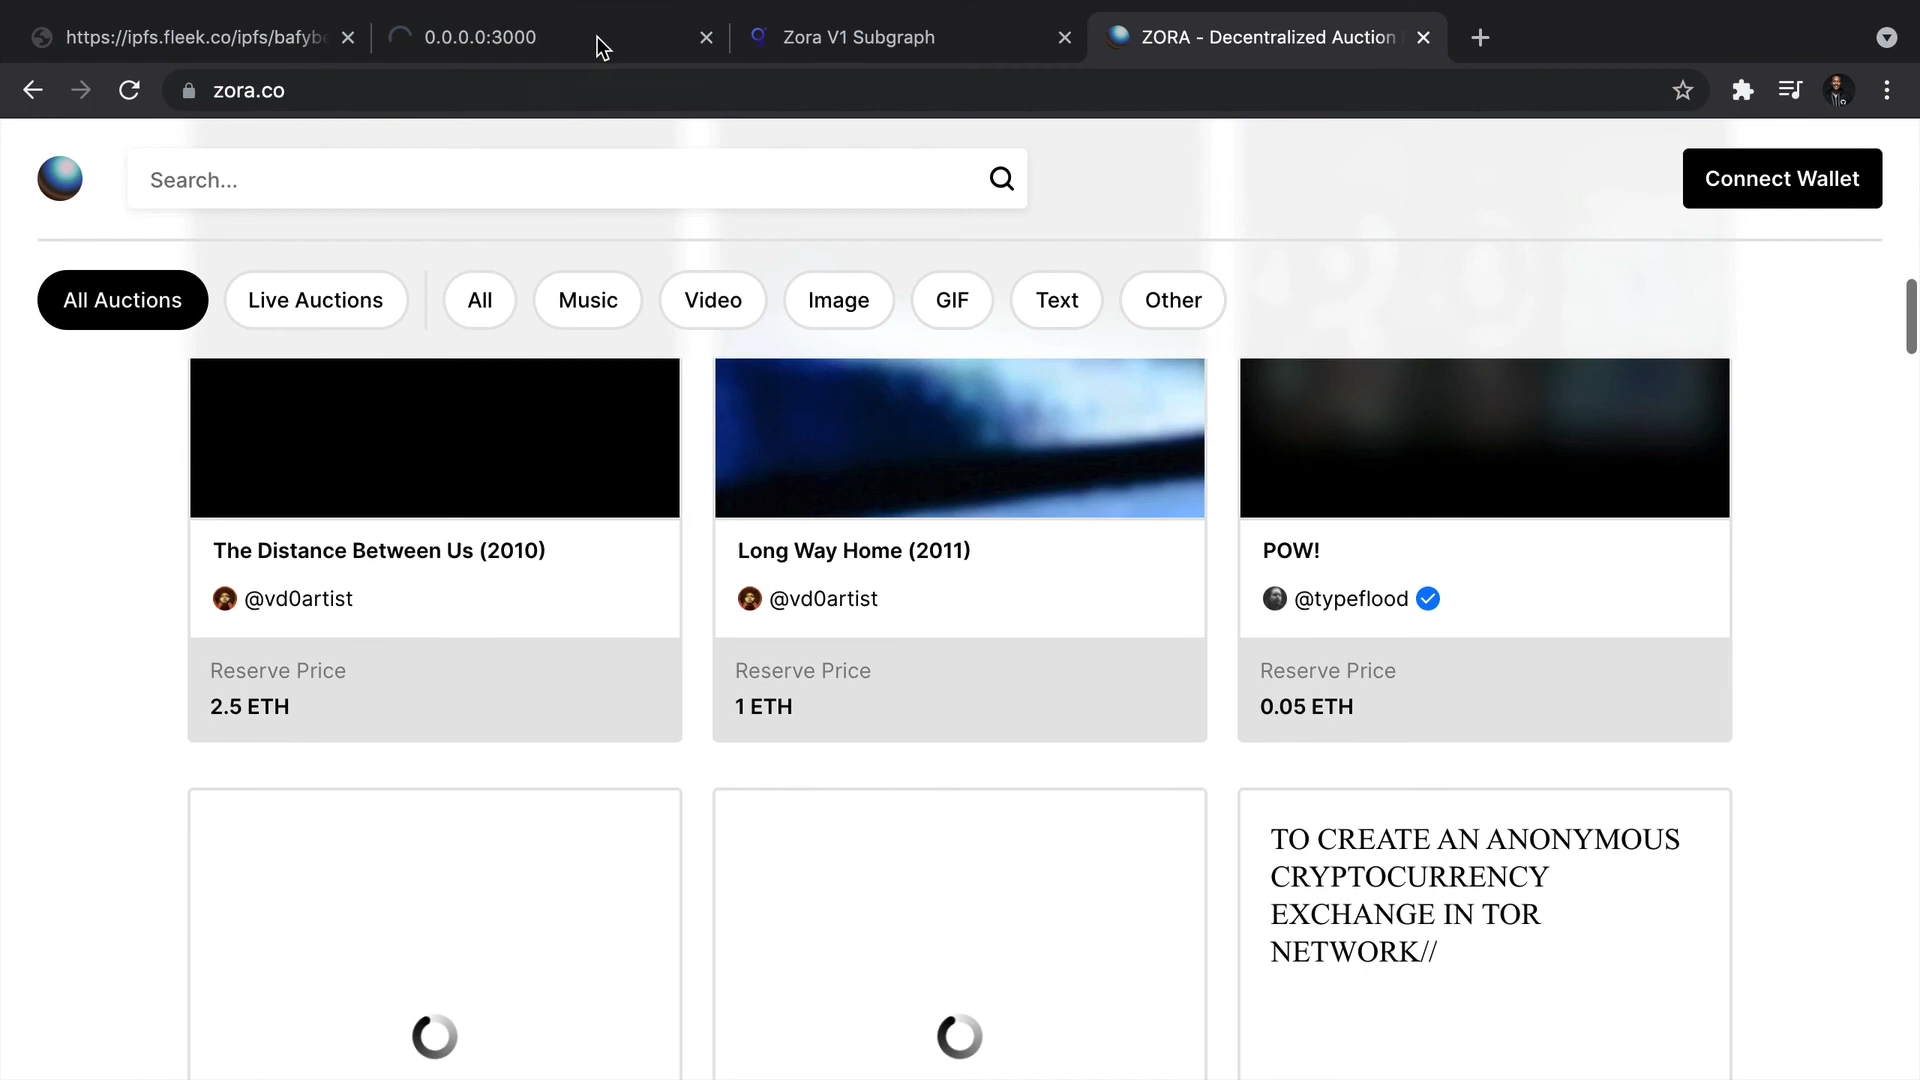 https://ipfs.fleek.co/ipfs/bafybe
0.0.0.0:3000
Zora V1 Subgraph
ZORA - Decentralized Auction
zora.co
Search...
Connect Wallet
All Auctions
Live Auctions
All
Music
Video
Image
GIF
Text
Other
The Distance Between Us (2010)
@vd0artist
Reserve Price
2.5 ETH
Long Way Home (2011)
@vd0artist
Reserve Price
1 ETH
POW!
@typeflood
Reserve Price
0.05 ETH
TO CREATE AN ANONYMOUS
CRYPTOCURRENCY
EXCHANGE IN TOR
NETWORK//